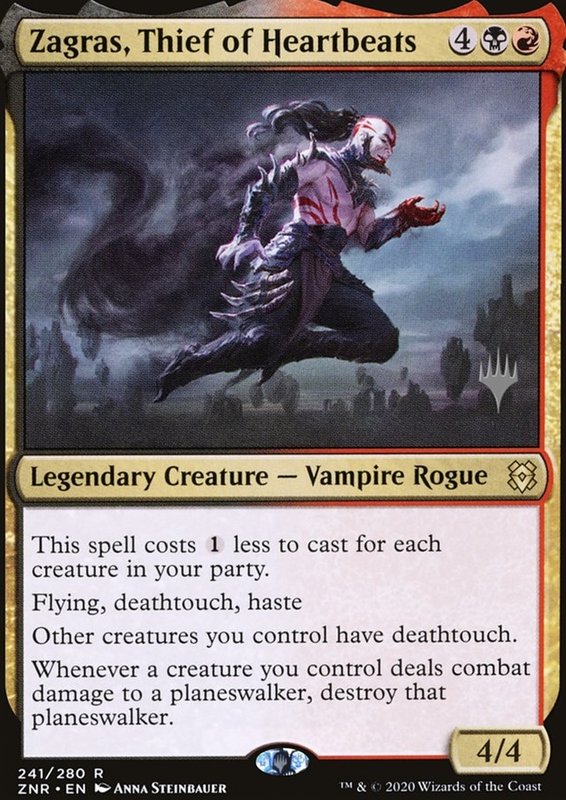 Zagras, Thief of Heartbeats 4
Legendary Creature — Vampire Rogue
This spell costs 1 less to cast for each
creature in your party.
Flying, deathtouch, haste
Other creatures you control have deathtouch.
Whenever a creature you control deals combat
damage to a planeswalker, destroy that
planeswalker.
4/4
241/280 R
ZNR • EN Anna Steinbauer
™ & © 2020 Wizards of the Coast